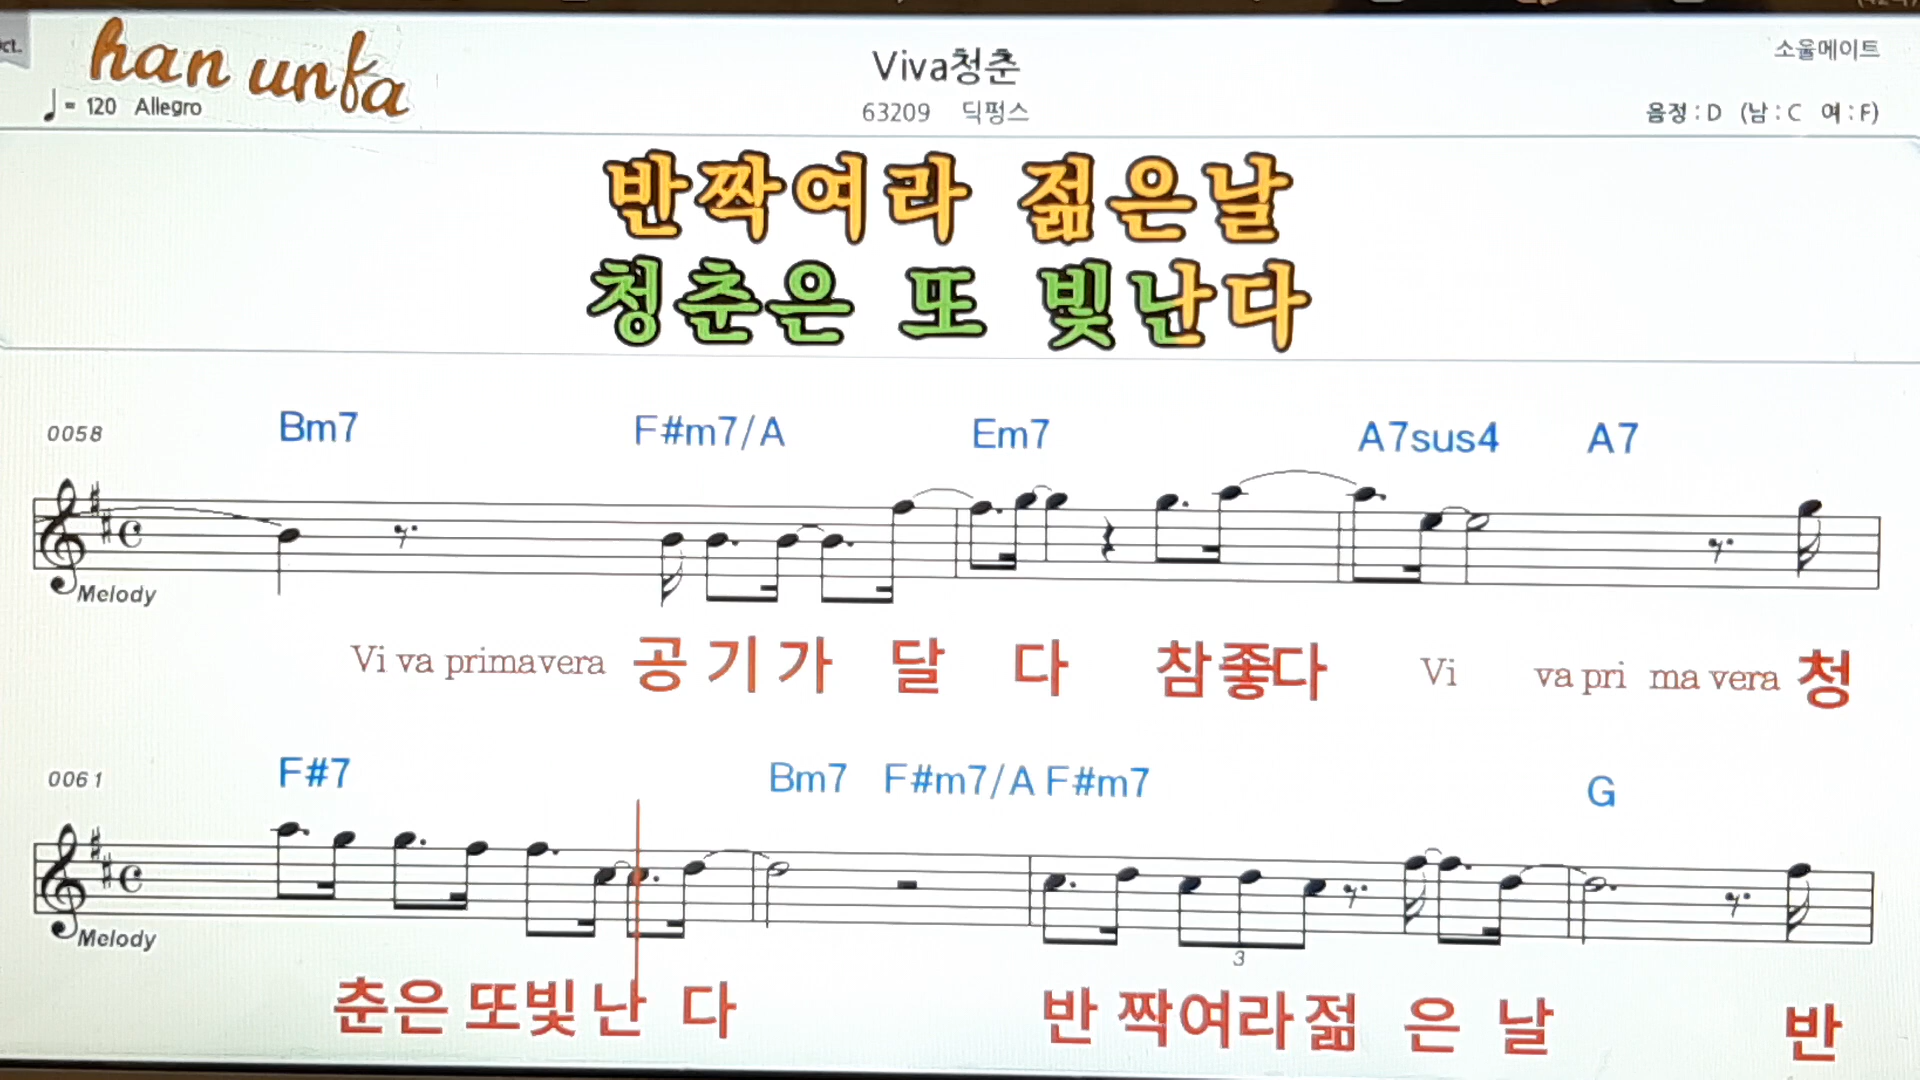 ct.
han unfa
Viva청춘
소울메이트
♩= 120 Allegro
63209 딕펑스
음정 : D (남 : C 여 : F)
반짝여라 젊은날
청춘은 또 빛난다
0058
Bm7 F#m7/A Em7 A7sus4 A7
Melody
Vi va primavera 공 기 가 달 다 참좋다 Vi va pri ma vera 청
0061
F#7 Bm7 F#m7/A F#m7 G
Melody
3
춘은 또빛 난 다 반 짝여라젊 은 날 반